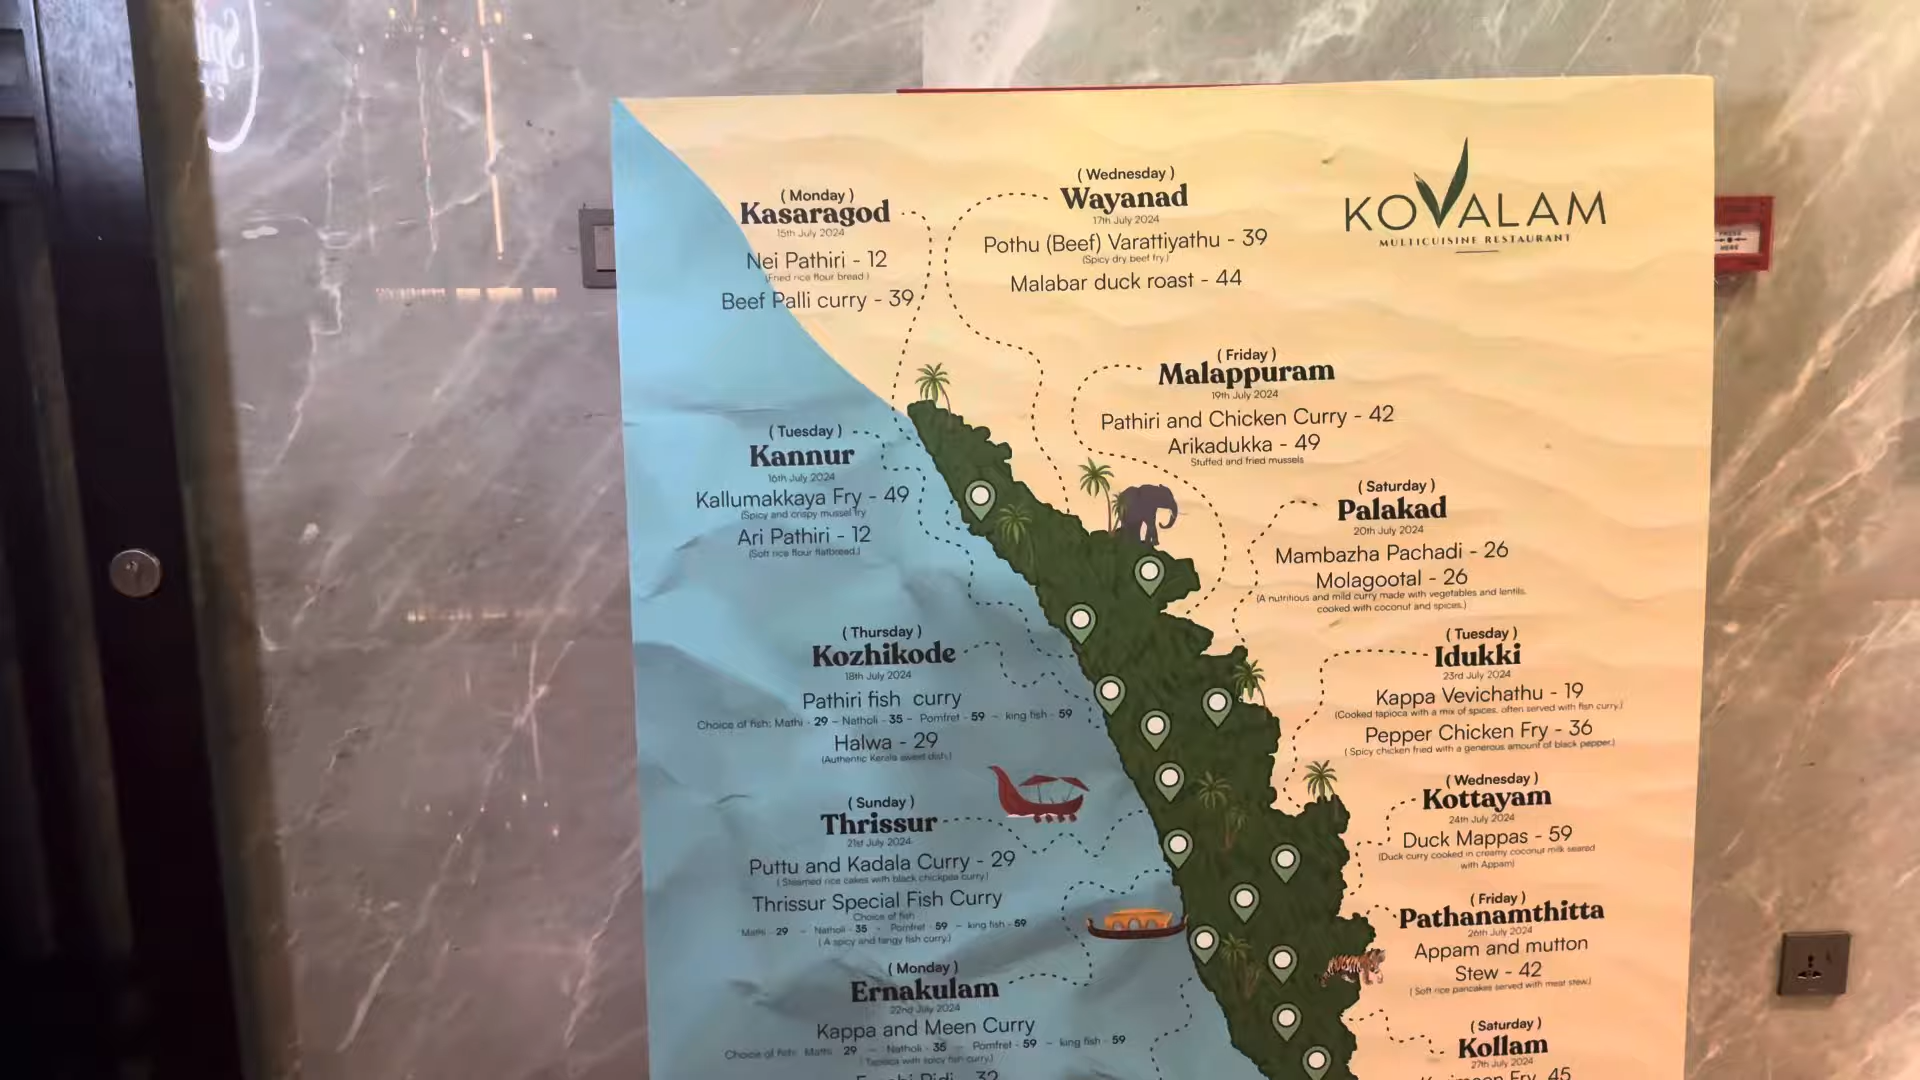 KOVALAM
MULTICUISINE RESTAURANT
( Monday )
Kasaragod
15th July 2024
Nei Pathiri - 12
(Fried rice flour bread )
Beef Palli curry - 39
( Wednesday )
Wayanad
17th July 2024
Pothu (Beef) Varattiyathu - 39
(Spicy dry beef fry)
Malabar duck roast - 44
( Friday )
Malappuram
19th July 2024
Pathiri and Chicken Curry - 42
Arikadukka - 49
Stuffed and fried mussels
( Tuesday )
Kannur
16th July 2024
Kallumakkaya Fry - 49
(Spicy and crispy mussel fry
Ari Pathiri - 12
(Soft rice flour flatbread.)
( Saturday )
Palakad
20th July 2024
Mambazha Pachadi - 26
Molagootal - 26
(A nutritious and mild curry made with vegetables and lentils,
cooked with coconut and spices.)
( Thursday )
Kozhikode
18th July 2024
Pathiri fish curry
Choice of fish: Mathi - 29 – Natholi - 35 – Pomfret - 59 – king fish - 59
Halwa - 29
(Authentic Kerala sweet dish.)
( Tuesday )
Idukki
23rd July 2024
Kappa Vevichathu - 19
(Cooked tapioca with a mix of spices, often served with fish curry.)
Pepper Chicken Fry - 36
( Spicy chicken fried with a generous amount of black pepper.)
( Wednesday )
Kottayam
24th July 2024
Duck Mappas - 59
(Duck curry cooked in creamy coconut milk seared
with Appam)
( Sunday )
Thrissur
21st July 2024
Puttu and Kadala Curry - 29
( Steamed rice cakes with black chickpea curry.)
Thrissur Special Fish Curry
Choice of fish
Mathi - 29 – Natholi - 35 – Pomfret - 59 – king fish - 59
( A spicy and tangy fish curry.)
( Friday )
Pathanamthitta
26th July 2024
Appam and mutton
Stew - 42
( Soft rice pancakes served with meat stew.)
( Monday )
Ernakulam
22nd July 2024
Kappa and Meen Curry
Choice of fish: Mathi 29 – Natholi - 35 – Pomfret - 59 – king fish - 59
( Tapioca with spicy fish curry.)
Pidi - 32
( Saturday )
Kollam
27th July 2024
Fry 45
PRESS
HERE